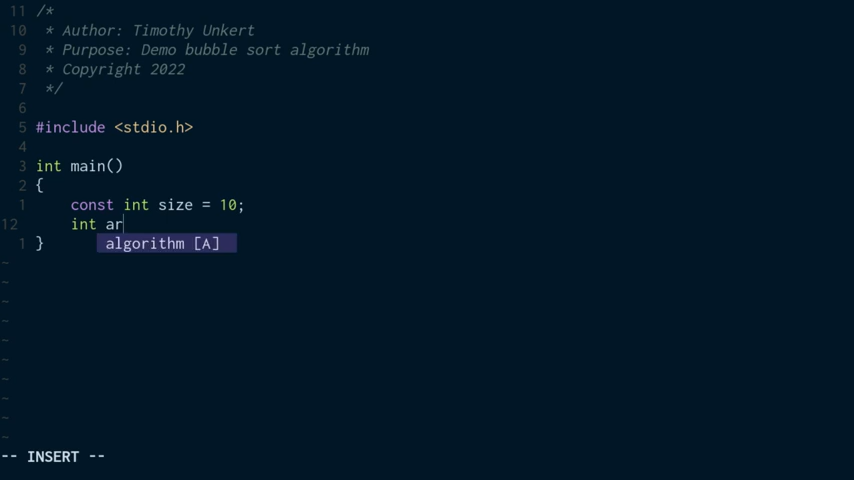 11 /*
10  * Author: Timothy Unkert
9  * Purpose: Demo bubble sort algorithm
8  * Copyright 2022
7  */
6
5 #include <stdio.h>
4
3 int main()
2 {
1     const int size = 10;
12     int ar
1 }     algorithm [A]
~
~
~
~
~
~
~
~
~
~
-- INSERT --